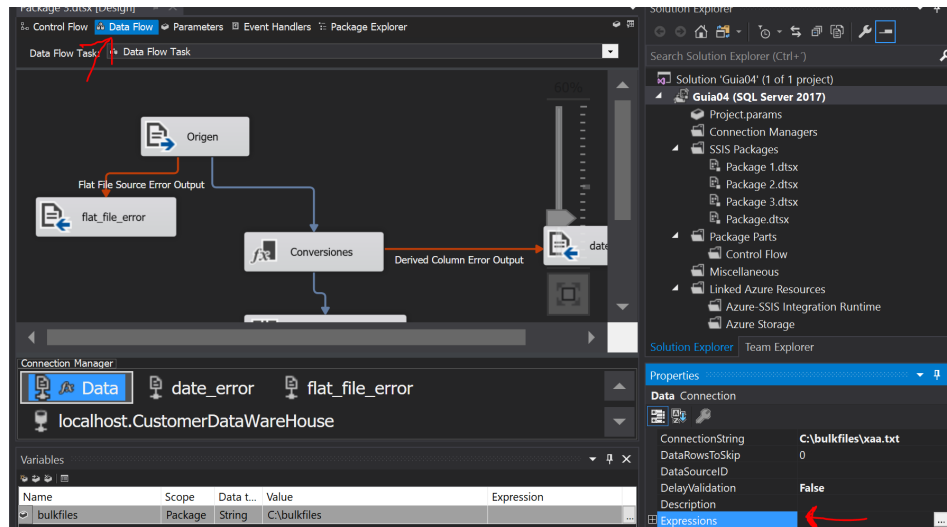 Package 3.dtsx [Design]
Control Flow Data Flow Parameters Event Handlers Package Explorer
Data Flow Task: Data Flow Task
60%
Origen
Flat File Source Error Output
flat_file_error
Conversiones
Derived Column Error Output
date
Connection Manager
Data date_error flat_file_error
localhost.CustomerDataWareHouse
Variables
Name Scope Data t... Value Expression
bulkfiles Package String C:\bulkfiles ...
Solution Explorer
Search Solution Explorer (Ctrl+¨)
Solution 'Guia04' (1 of 1 project)
Guia04 (SQL Server 2017)
Project.params
Connection Managers
SSIS Packages
Package 1.dtsx
Package 2.dtsx
Package 3.dtsx
Package.dtsx
Package Parts
Control Flow
Miscellaneous
Linked Azure Resources
Azure-SSIS Integration Runtime
Azure Storage
Solution Explorer Team Explorer
Properties
Data Connection
ConnectionString C:\bulkfiles\xaa.txt
DataRowsToSkip 0
DataSourceID
DelayValidation False
Description
Expressions ...